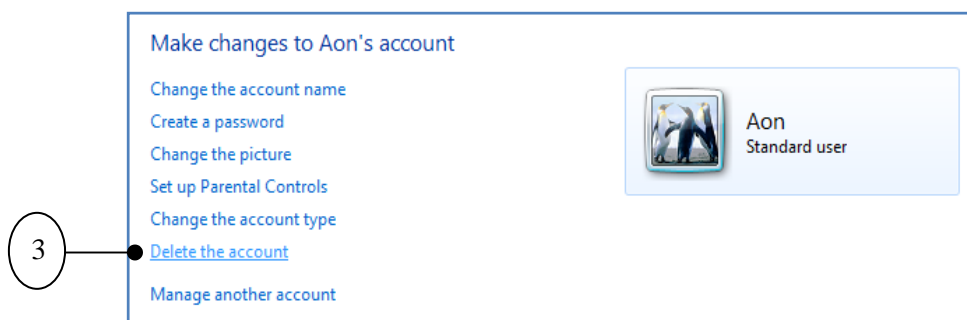 Make changes to Aon's account
Change the account name
Create a password
Change the picture
Set up Parental Controls
Change the account type
3
Delete the account
Manage another account
Aon
Standard user